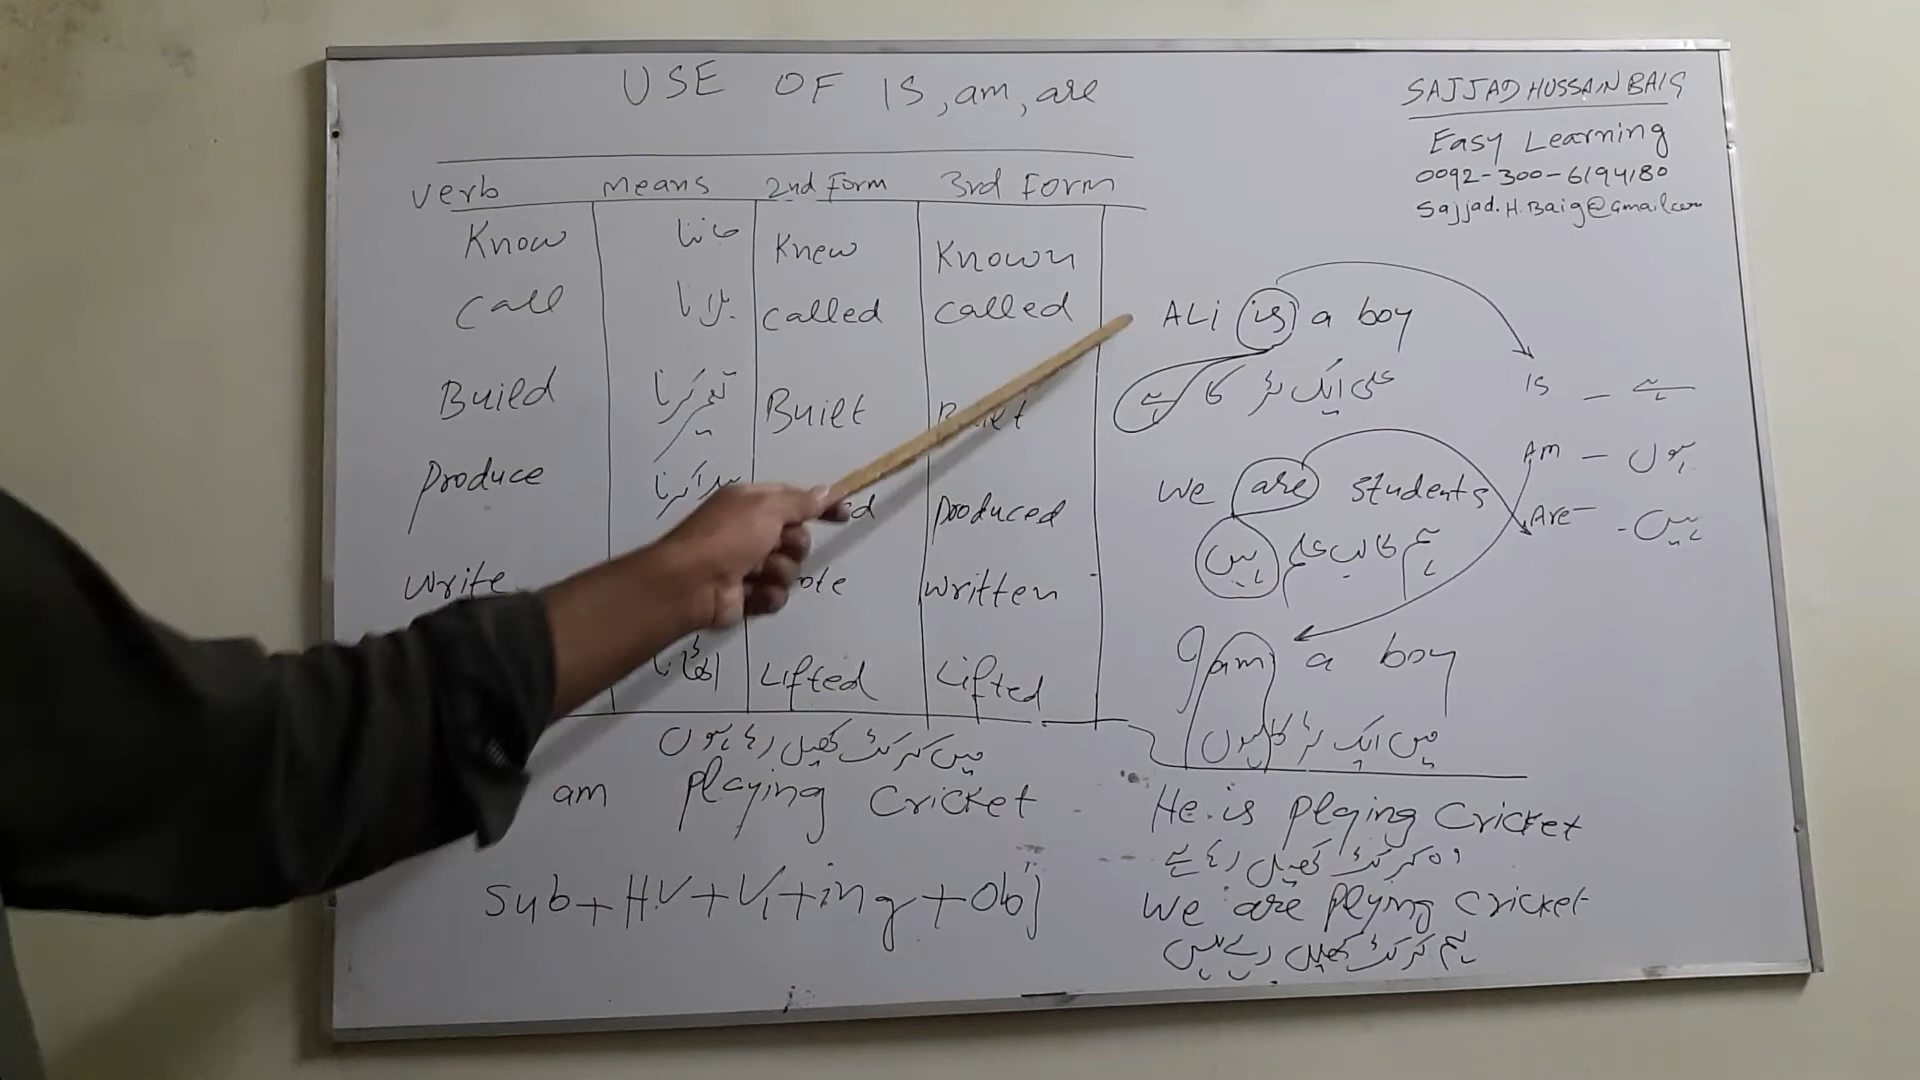 USE OF IS, am, are
SAJJAD HUSSAIN BAIG
Easy Learning
0092-300-6194180
Sajjad.H.Baig@Gmail.com
Verb means 2nd Form 3rd Form
Know جاننا Knew Known
Call بلانا Called Called
Build تعمیر کرنا Built
Produce پیدا کرنا Produced
Write Written
اٹھانا Lifted Lifted
ALi is a boy
علی ایک لڑکا ہے
We are students
ہم طالب علم ہیں
I am a boy
میں ایک لڑکا ہوں
IS - ہے
Am - ہوں
Are - ہیں
میں کرکٹ کھیل رہا ہوں
am Playing Cricket
Sub+H.V+V1+ing+Obj
He is Plying Cricket
وہ کرکٹ کھیل رہا ہے
We are Plying Cricket
ہم کرکٹ کھیل رہے ہیں